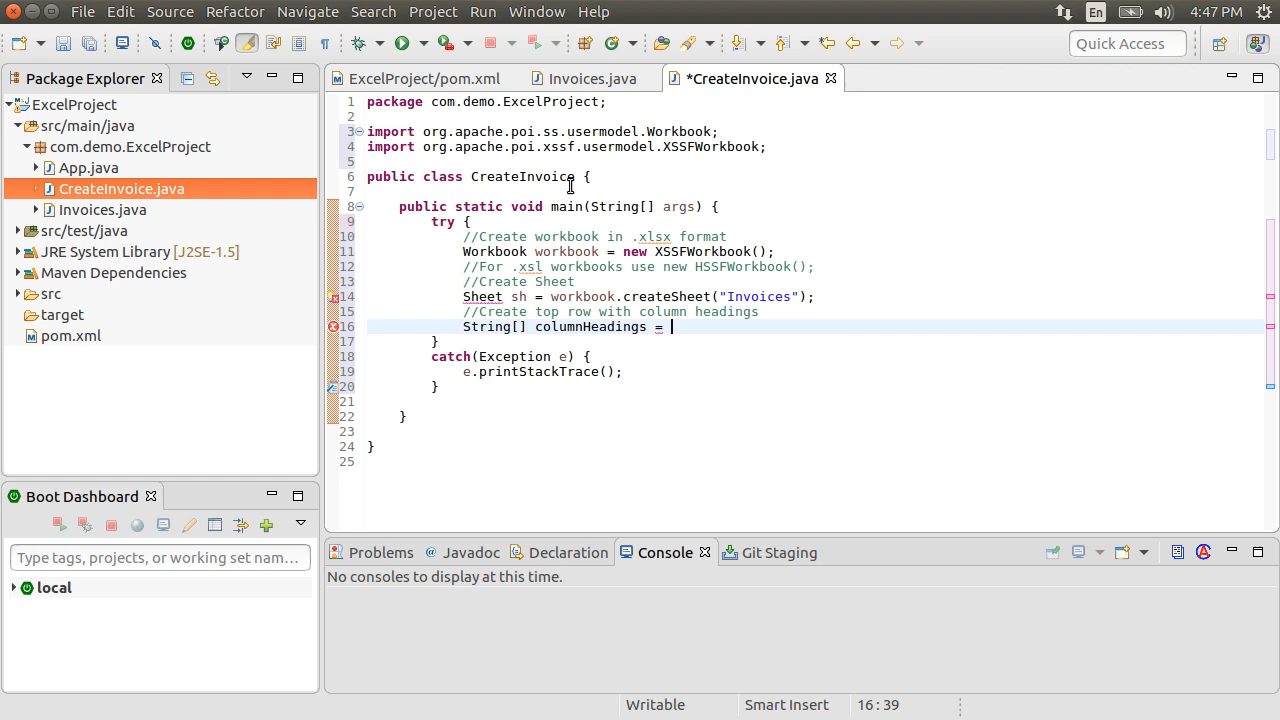 File Edit Source Refactor Navigate Search Project Run Window Help
En 4:47 PM
Quick Access
Package Explorer
ExcelProject/pom.xml Invoices.java *CreateInvoice.java
ExcelProject
src/main/java
com.demo.ExcelProject
App.java
CreateInvoice.java
Invoices.java
src/test/java
JRE System Library [J2SE-1.5]
Maven Dependencies
src
target
pom.xml
1 package com.demo.ExcelProject;
2
3 import org.apache.poi.ss.usermodel.Workbook;
4 import org.apache.poi.xssf.usermodel.XSSFWorkbook;
5
6 public class CreateInvoice {
7
8 public static void main(String[] args) {
9 try {
10 //Create workbook in .xlsx format
11 Workbook workbook = new XSSFWorkbook();
12 //For .xsl workbooks use new HSSFWorkbook();
13 //Create Sheet
14 Sheet sh = workbook.createSheet("Invoices");
15 //Create top row with column headings
16 String[] columnHeadings =
17 }
18 catch(Exception e) {
19 e.printStackTrace();
20 }
21
22 }
23
24 }
25
Boot Dashboard
Type tags, projects, or working set nam...
local
Problems Javadoc Declaration Console Git Staging
No consoles to display at this time.
Writable Smart Insert 16:39